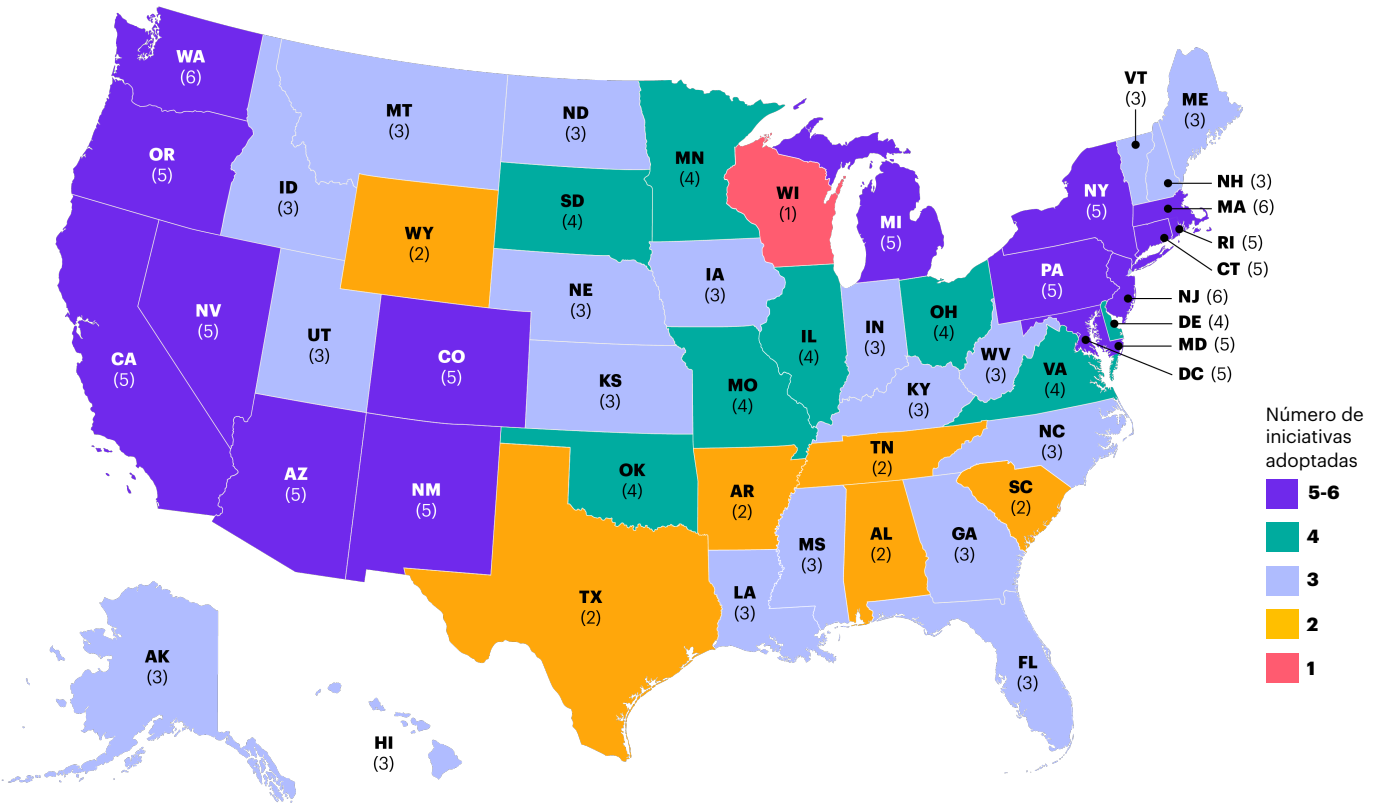 WA
(6)
OR
(5)
CA
(5)
NV
(5)
ID
(3)
MT
(3)
WY
(2)
UT
(3)
CO
(5)
AZ
(5)
NM
(5)
ND
(3)
SD
(4)
NE
(3)
KS
(3)
OK
(4)
TX
(2)
MN
(4)
IA
(3)
MO
(4)
AR
(2)
LA
(3)
WI
(1)
IL
(4)
MI
(5)
IN
(3)
OH
(4)
KY
(3)
TN
(2)
MS
(3)
AL
(2)
GA
(3)
FL
(3)
SC
(2)
NC
(3)
VA
(4)
WV
(3)
PA
(5)
NY
(5)
VT
(3)
ME
(3)
NH (3)
MA (6)
RI (5)
CT (5)
NJ (6)
DE (4)
MD (5)
DC (5)
AK
(3)
HI
(3)
Número de
iniciativas
adoptadas
5-6
4
3
2
1